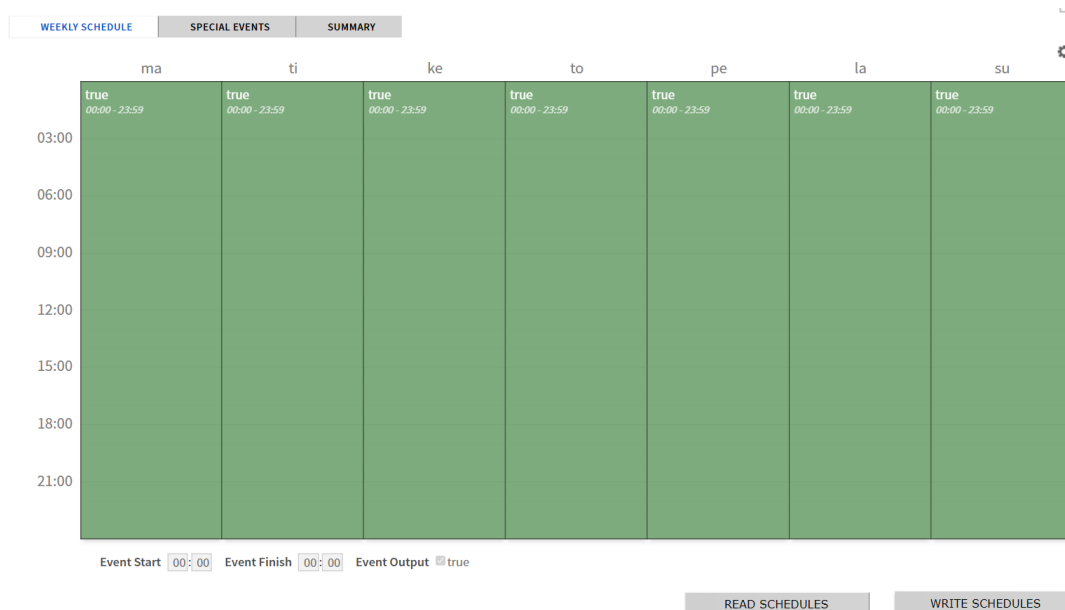 WEEKLY SCHEDULE SPECIAL EVENTS SUMMARY
ma ti ke to pe la su
true true true true true true true
00:00 - 23:59 00:00 - 23:59 00:00 - 23:59 00:00 - 23:59 00:00 - 23:59 00:00 - 23:59 00:00 - 23:59
03:00
06:00
09:00
12:00
15:00
18:00
21:00
Event Start 00:00 Event Finish 00:00 Event Output true
READ SCHEDULES WRITE SCHEDULES